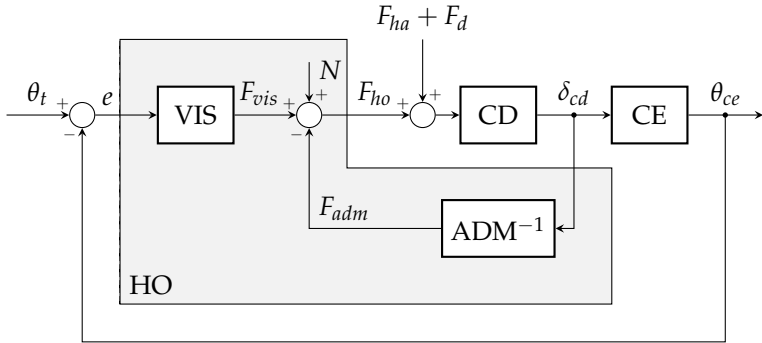 F_{ha} + F_d
θ_t
+
−
e
VIS
F_{vis}
+
N
+
−
F_{ho}
+
+
CD
δ_{cd}
CE
θ_{ce}
F_{adm}
ADM^{−1}
HO